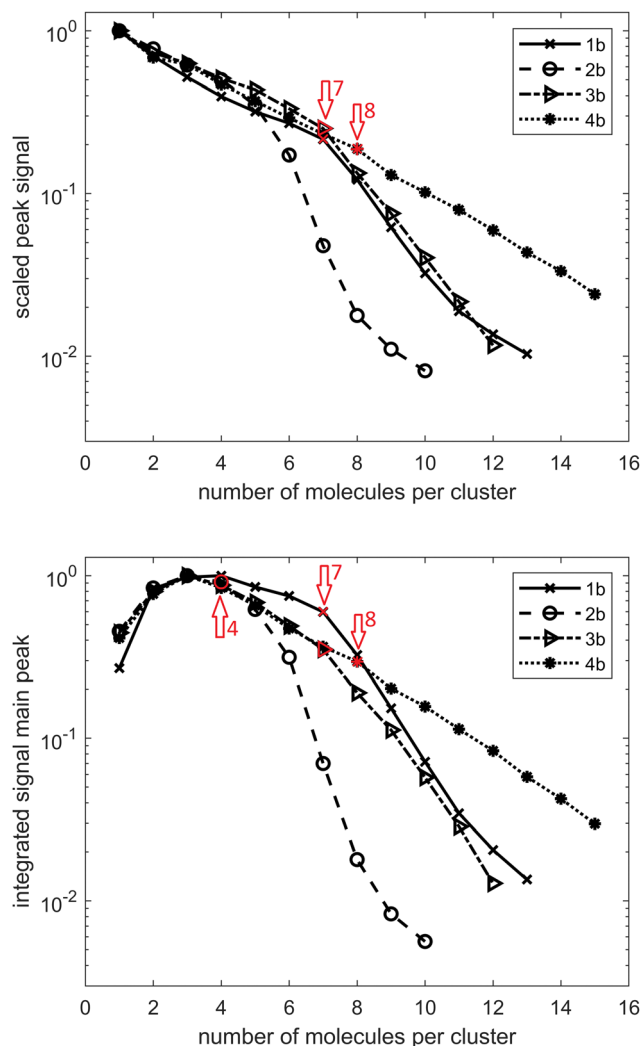 10^0
10^-1
10^-2
scaled peak signal
7
8
1b
2b
3b
4b
0 2 4 6 8 10 12 14 16
number of molecules per cluster
10^0
10^-1
10^-2
integrated signal main peak
4
7
8
1b
2b
3b
4b
0 2 4 6 8 10 12 14 16
number of molecules per cluster